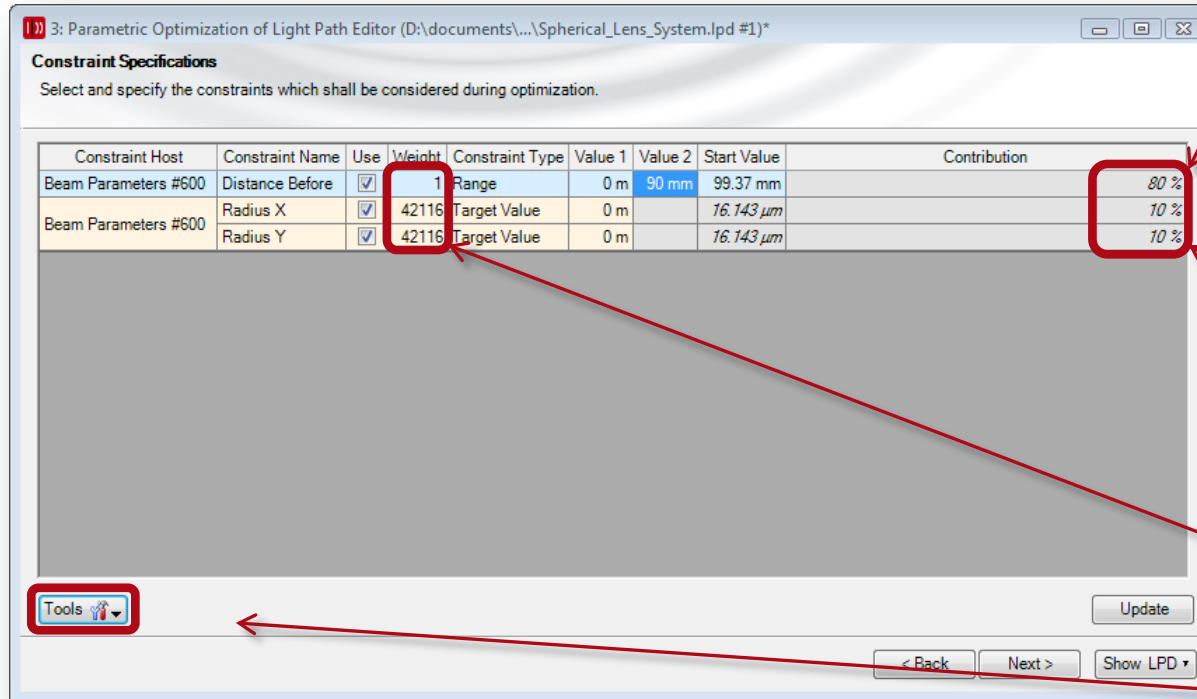 3: Parametric Optimization of Light Path Editor (D:\documents\...\Spherical_Lens_System.lpd #1)*
Constraint Specifications
Select and specify the constraints which shall be considered during optimization.
Constraint Host Constraint Name Use Weight Constraint Type Value 1 Value 2 Start Value Contribution
Beam Parameters #600 Distance Before 1 Range 0 m 90 mm 99.37 mm 80 %
Beam Parameters #600 Radius X 42116 Target Value 0 m 16.143 µm 10 %
Radius Y 42116 Target Value 0 m 16.143 µm 10 %
Tools Update
< Back Next > Show LPD